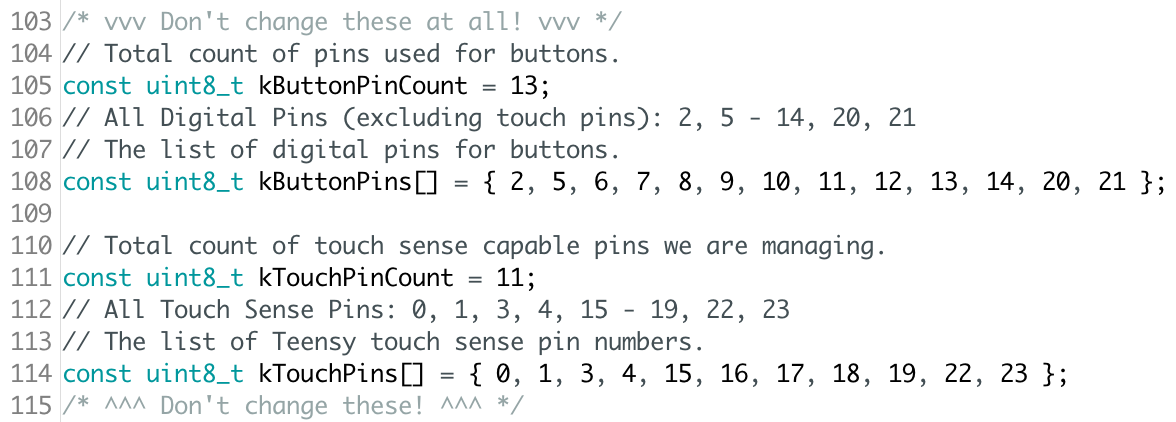 103 /* vvv Don't change these at all! vvv */
104 // Total count of pins used for buttons.
105 const uint8_t kButtonPinCount = 13;
106 // All Digital Pins (excluding touch pins): 2, 5 - 14, 20, 21
107 // The list of digital pins for buttons.
108 const uint8_t kButtonPins[] = { 2, 5, 6, 7, 8, 9, 10, 11, 12, 13, 14, 20, 21 };
109
110 // Total count of touch sense capable pins we are managing.
111 const uint8_t kTouchPinCount = 11;
112 // All Touch Sense Pins: 0, 1, 3, 4, 15 - 19, 22, 23
113 // The list of Teensy touch sense pin numbers.
114 const uint8_t kTouchPins[] = { 0, 1, 3, 4, 15, 16, 17, 18, 19, 22, 23 };
115 /* ^^^ Don't change these! ^^^ */